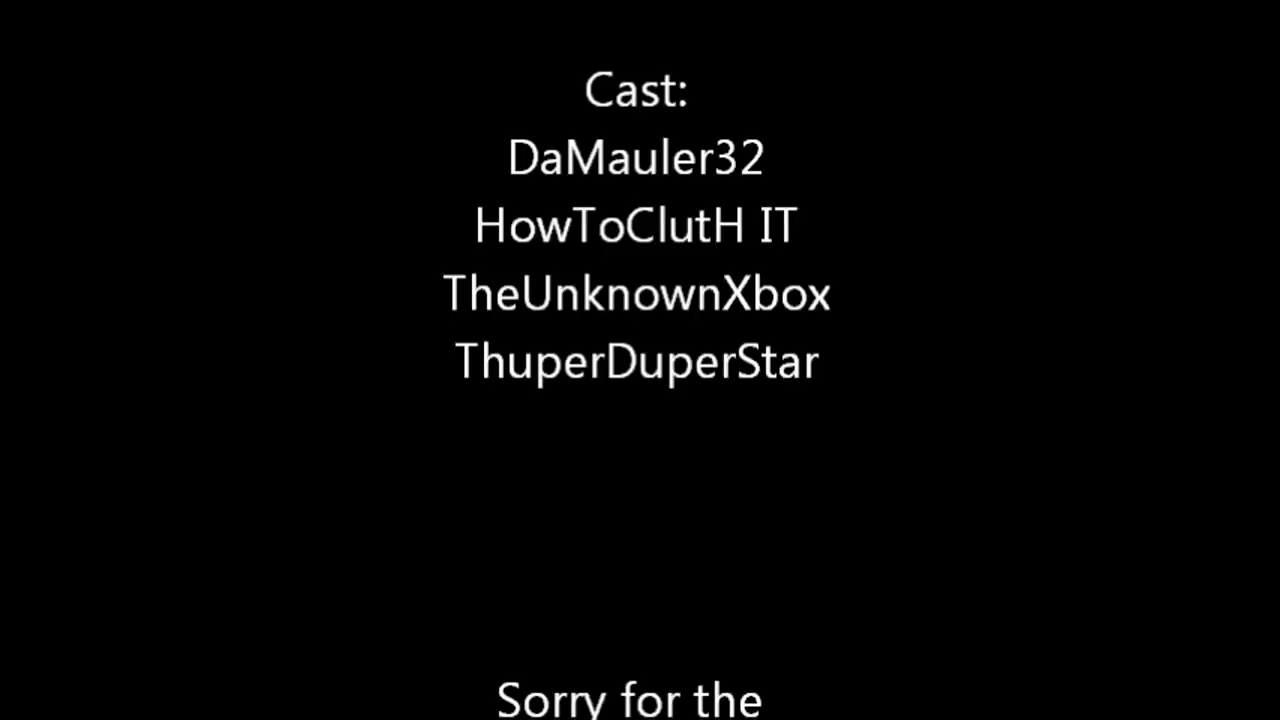 Cast:
DaMauler32
HowToClutH IT
TheUnknownXbox
ThuperDuperStar
Sorry for the